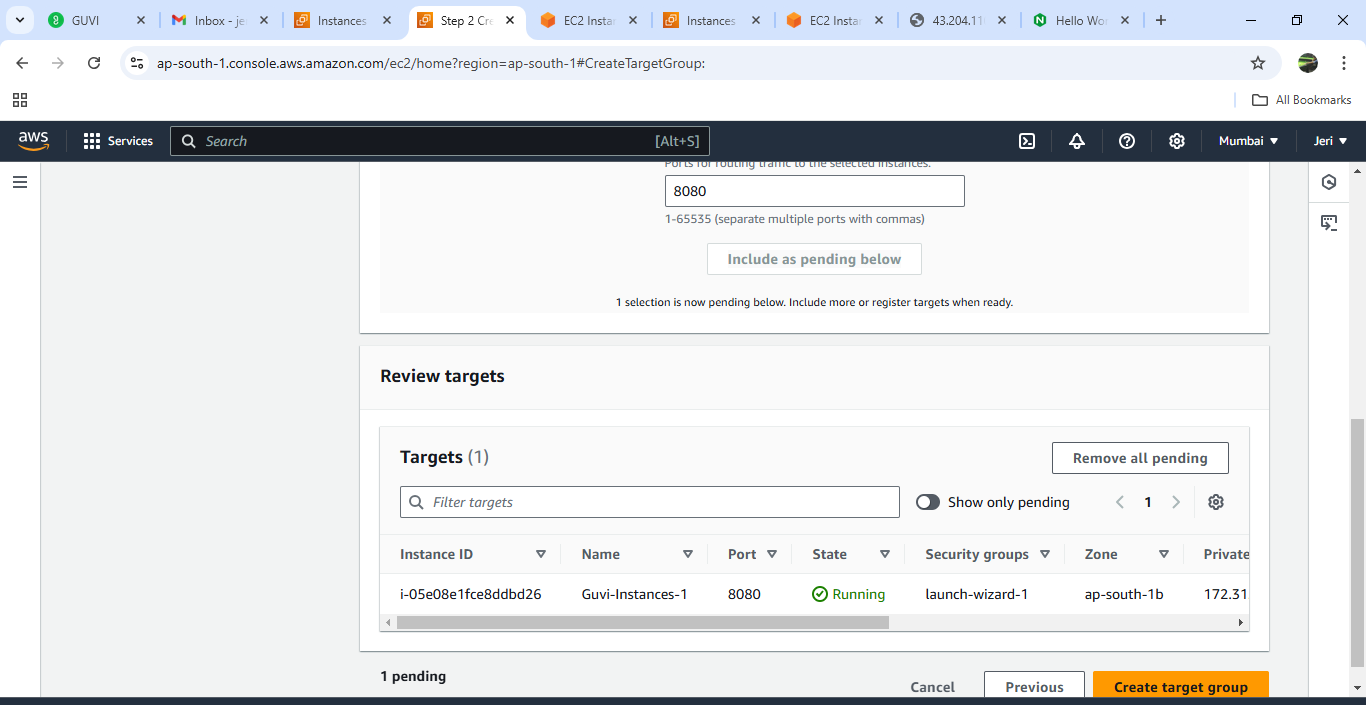 GUVI
Inbox - je
Instances
Step 2 Cre
EC2 Instan
Instances
EC2 Instan
43.204.11
Hello Wor
ap-south-1.console.aws.amazon.com/ec2/home?region=ap-south-1#CreateTargetGroup:
All Bookmarks
aws
Services
Search
[Alt+S]
Mumbai
Jeri
Ports for routing traffic to the selected instances.
8080
1-65535 (separate multiple ports with commas)
Include as pending below
1 selection is now pending below. Include more or register targets when ready.
Review targets
Targets (1)
Remove all pending
Filter targets
Show only pending
1
Instance ID Name Port State Security groups Zone Private
i-05e08e1fce8ddbd26 Guvi-Instances-1 8080 Running launch-wizard-1 ap-south-1b 172.31
1 pending
Cancel
Previous
Create target group